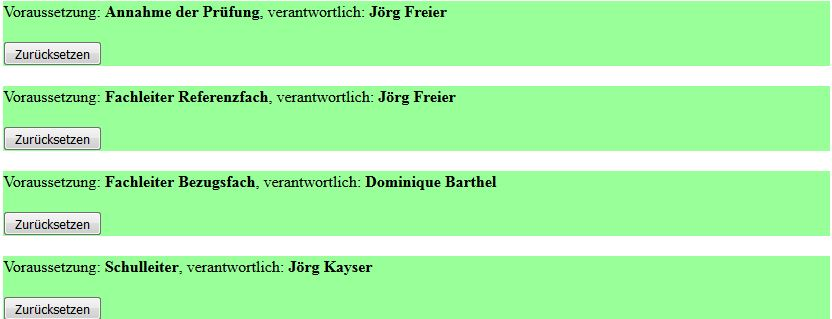 Voraussetzung: Annahme der Prüfung, verantwortlich: Jörg Freier
Zurücksetzen
Voraussetzung: Fachleiter Referenzfach, verantwortlich: Jörg Freier
Zurücksetzen
Voraussetzung: Fachleiter Bezugsfach, verantwortlich: Dominique Barthel
Zurücksetzen
Voraussetzung: Schulleiter, verantwortlich: Jörg Kayser
Zurücksetzen